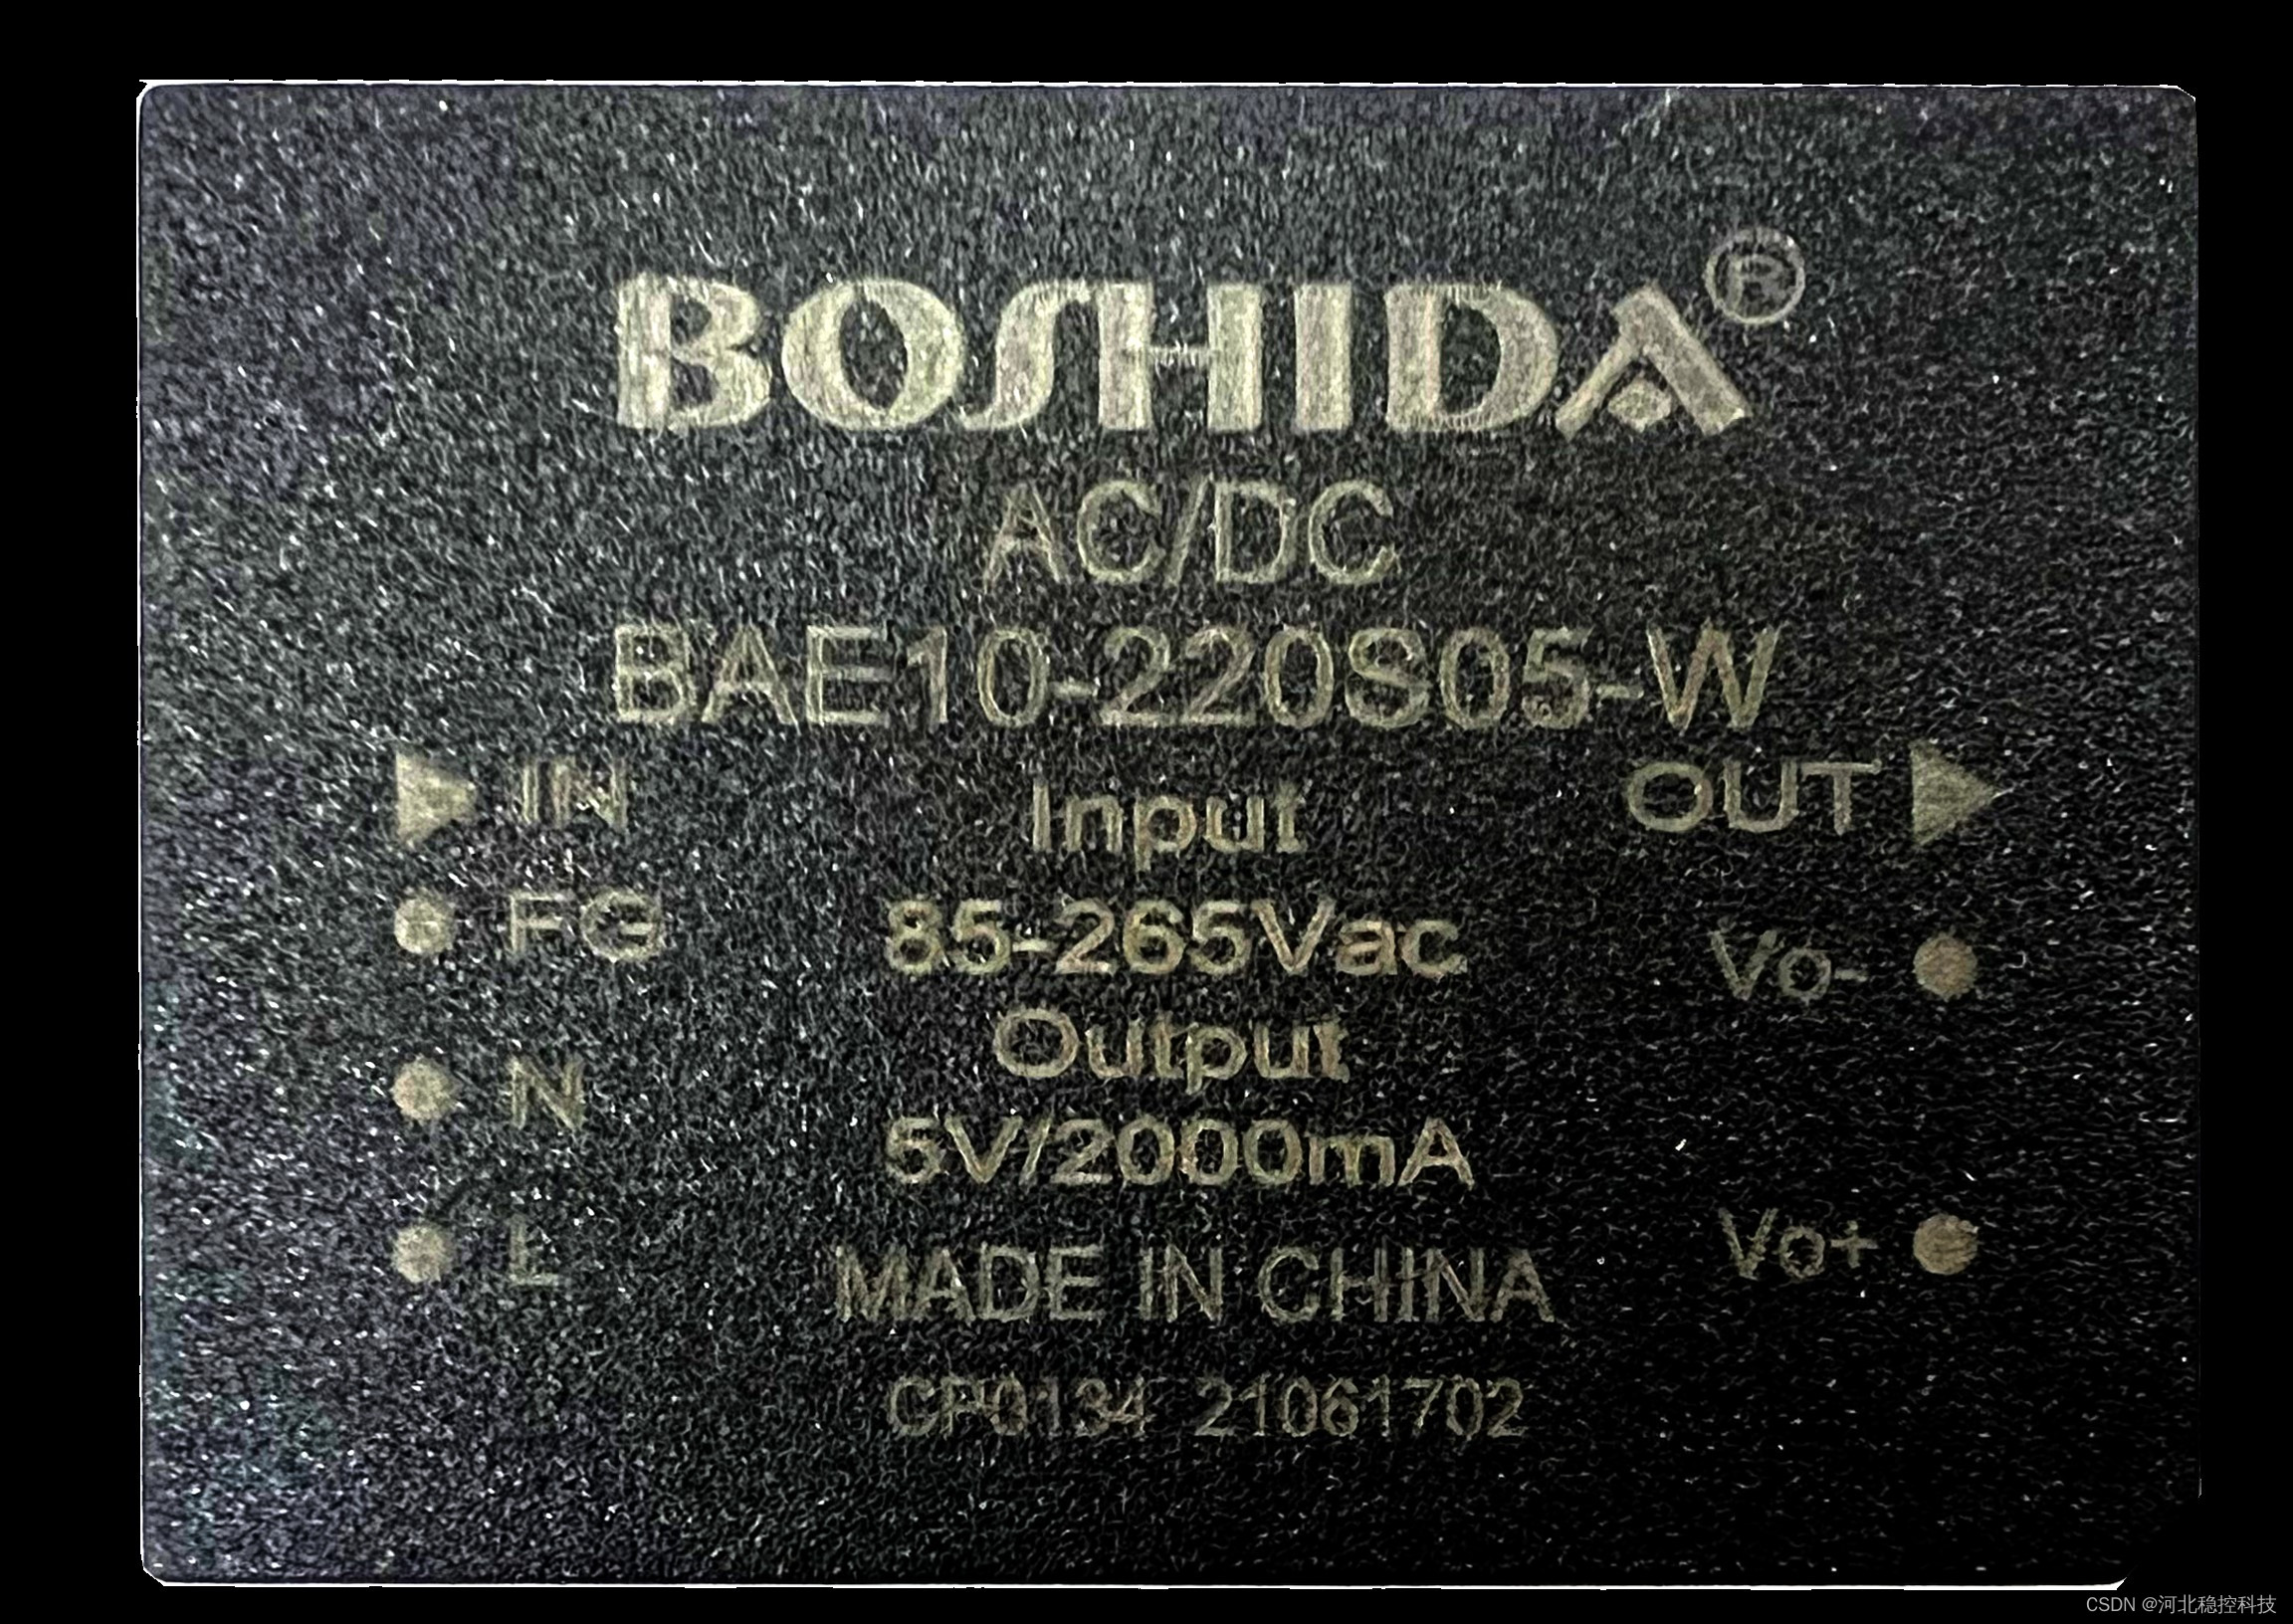 BOSHIDA®
AC/DC
BAE10-220S05-W
IN
Input
OUT
FG
85-265Vac
Vo-
Output
N
5V/2000mA
L
MADE IN CHINA
Vo+
CP0134 21061702
CSDN @河北稳控科技